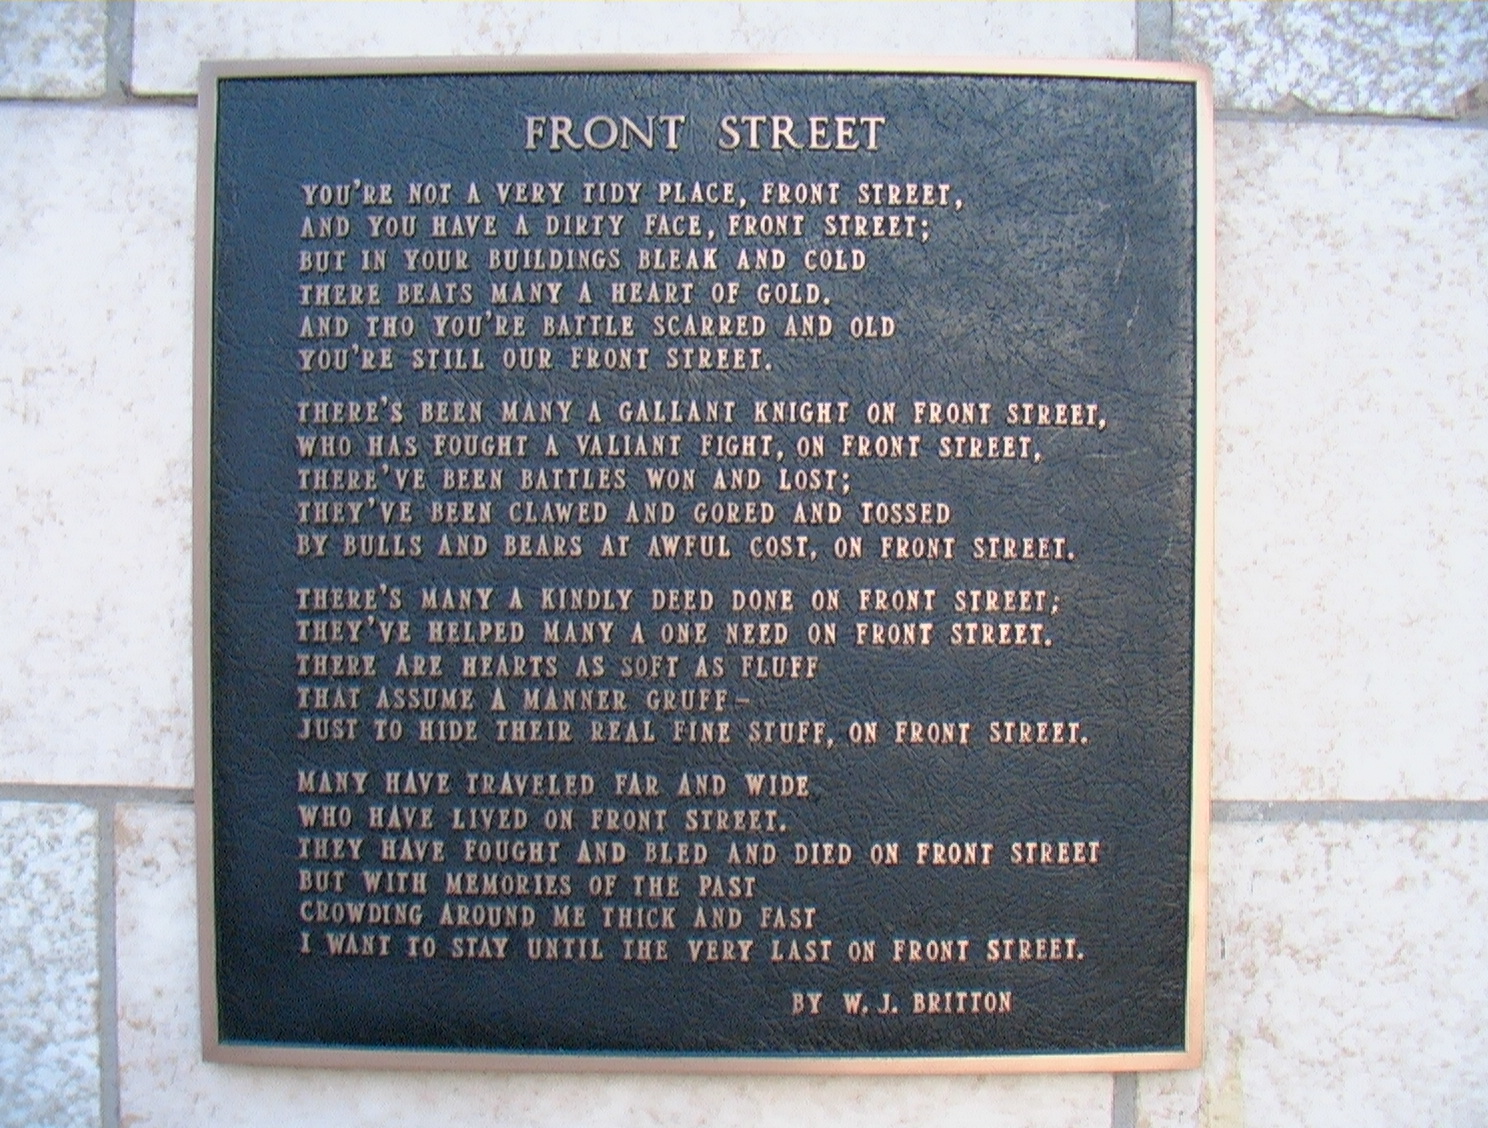 FRONT STREET
YOU'RE NOT A VERY TIDY PLACE, FRONT STREET,
AND YOU HAVE A DIRTY FACE, FRONT STREET;
BUT IN YOUR BUILDINGS BLEAK AND COLD
THERE BEATS MANY A HEART OF GOLD.
AND THO YOU'RE BATTLE SCARRED AND OLD
YOU'RE STILL OUR FRONT STREET.
THERE'S BEEN MANY A GALLANT KNIGHT ON FRONT STREET,
WHO HAS FOUGHT A VALIANT FIGHT, ON FRONT STREET,
THERE'VE BEEN BATTLES WON AND LOST;
THEY'VE BEEN CLAWED AND GORED AND TOSSED
BY BULLS AND BEARS AT AWFUL COST, ON FRONT STREET.
THERE'S MANY A KINDLY DEED DONE ON FRONT STREET;
THEY'VE HELPED MANY A ONE NEED ON FRONT STREET.
THERE ARE HEARTS AS SOFT AS FLUFF
THAT ASSUME A MANNER GRUFF-
JUST TO HIDE THEIR REAL FINE STUFF, ON FRONT STREET.
MANY HAVE TRAVELED FAR AND WIDE
WHO HAVE LIVED ON FRONT STREET.
THEY HAVE FOUGHT AND BLED AND DIED ON FRONT STREET
BUT WITH MEMORIES OF THE PAST
CROWDING AROUND ME THICK AND FAST
I WANT TO STAY UNTIL THE VERY LAST ON FRONT STREET.
BY W. J. BRITTON